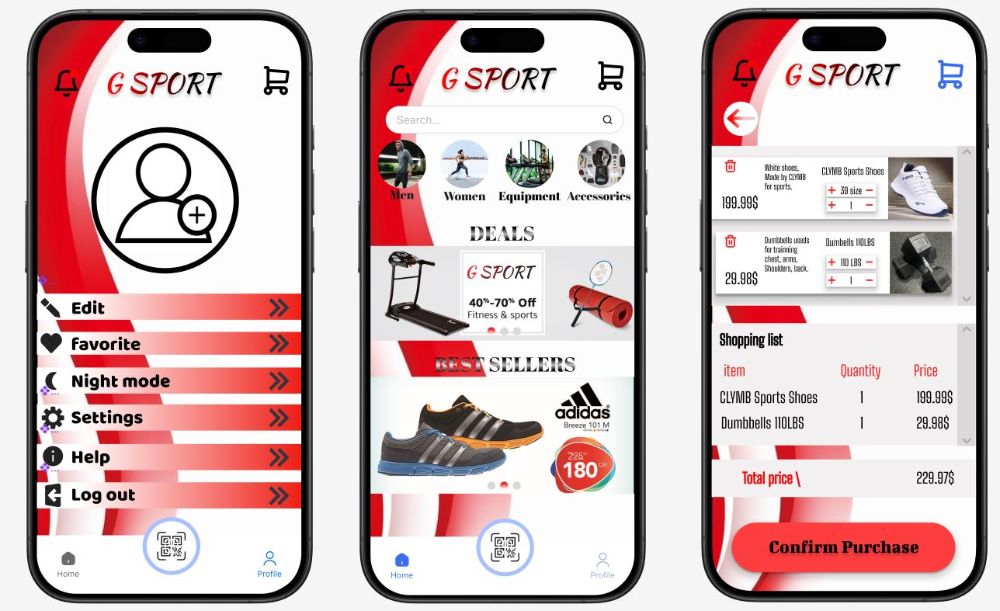 G SPORT
Edit
favorite
Night mode
Settings
Help
Log out
Home
Profile
G SPORT
Search...
Men
Women
Equipment
Accessories
DEALS
G SPORT
40%-70% Off
Fitness & sports
BEST SELLERS
adidas
Breeze 101 M
225
180 QR
Home
Profile
G SPORT
White shoes,
Made by CLYMB
for sports.
CLYMB Sports Shoes
+ 39 size −
+ 1 −
199.99$
Dumbbells useds
for trainning
chest, arms,
Shoulders, back.
Dumbells 110LBS
+ 110 LBS −
+ 1 −
29.98$
Shopping list
item Quantity Price
CLYMB Sports Shoes 1 199.99$
Dumbbells 110LBS 1 29.98$
Total price \ 229.97$
Confirm Purchase